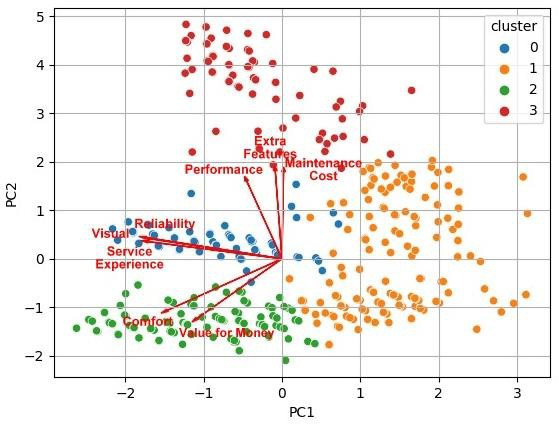 cluster
0
1
2
3
5
4
3
2
1
0
−1
−2
PC2
Extra
Features
Performance
Maintenance
Cost
Reliability
Visual
Service
Experience
Comfort
Value for Money
−2
−1
0
1
2
3
PC1